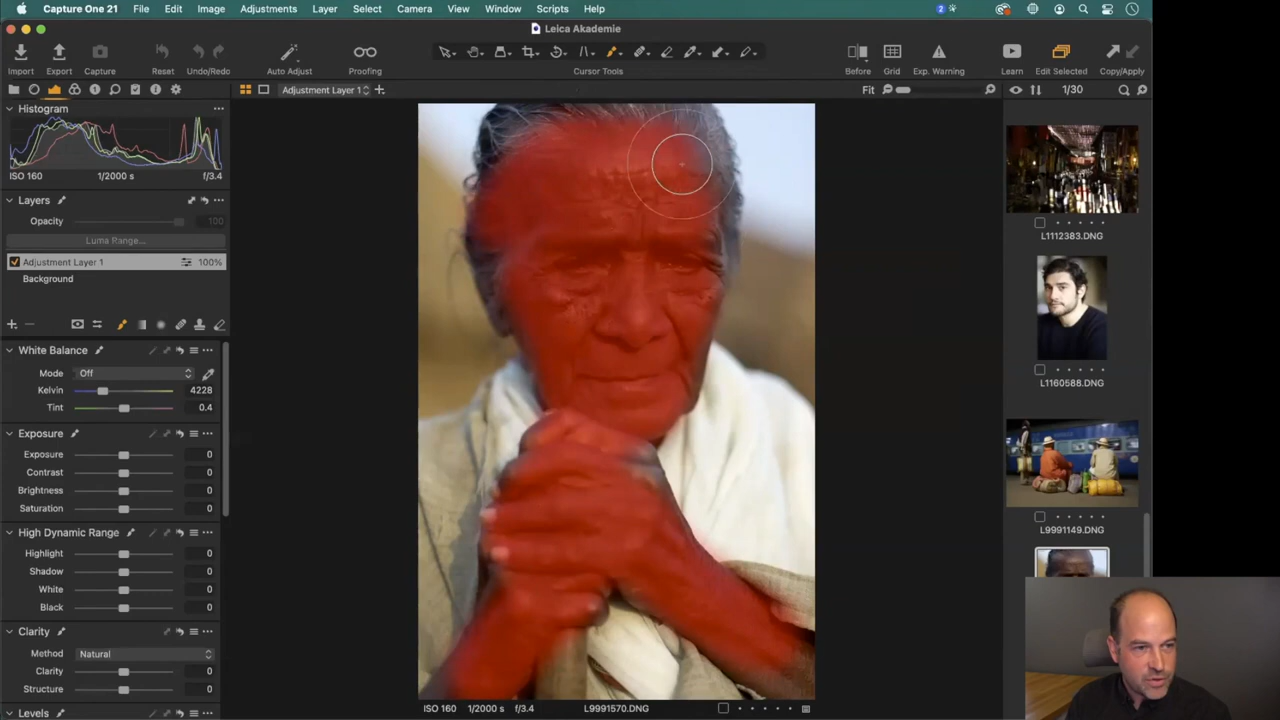 Capture One 21 File Edit Image Adjustments Layer Select Camera View Window Scripts Help 2
Leica Akademie
Import Export Capture Reset Undo/Redo Auto Adjust Proofing Cursor Tools Before Grid Exp. Warning Learn Edit Selected Copy/Apply
Adjustment Layer 1 Fit 1/30
Histogram
ISO 160 1/2000 s f/3.4
Layers
Opacity 100
Luma Range...
Adjustment Layer 1 100%
Background
White Balance
Mode Off
Kelvin 4228
Tint 0.4
Exposure
Exposure 0
Contrast 0
Brightness 0
Saturation 0
High Dynamic Range
Highlight 0
Shadow 0
White 0
Black 0
Clarity
Method Natural
Clarity 0
Structure 0
Levels
ISO 160 1/2000 s f/3.4 L9991570.DNG
L1112383.DNG
L1160588.DNG
L9991149.DNG